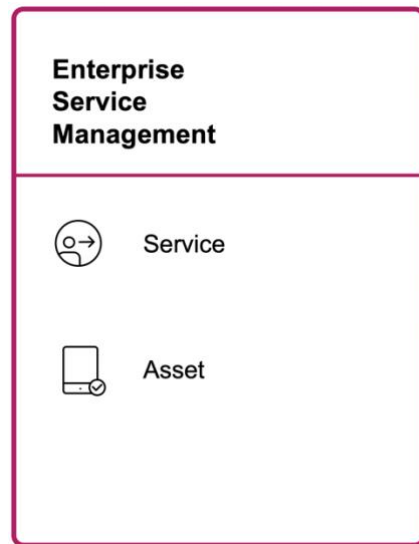 Enterprise
Service
Management
Service
Asset